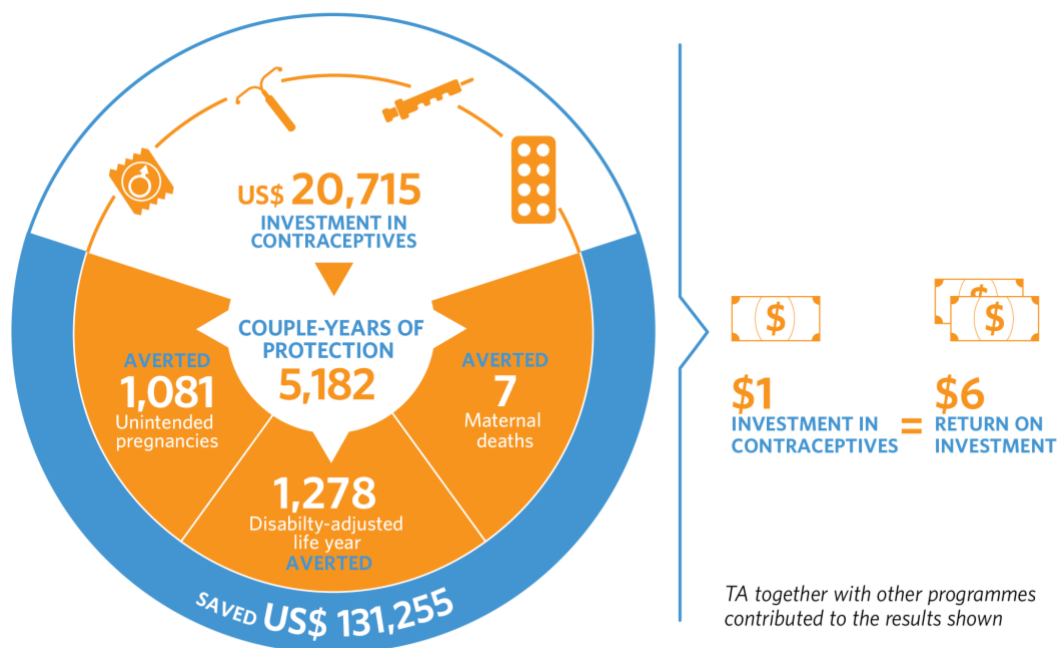 US$ 20,715
INVESTMENT IN
CONTRACEPTIVES
COUPLE-YEARS OF
PROTECTION
5,182
AVERTED
1,081
Unintended
pregnancies
AVERTED
7
Maternal
deaths
1,278
Disabilty-adjusted
life year
AVERTED
SAVED US$ 131,255
$
$
$
$1
INVESTMENT IN
CONTRACEPTIVES
=
$6
RETURN ON
INVESTMENT
TA together with other programmes
contributed to the results shown